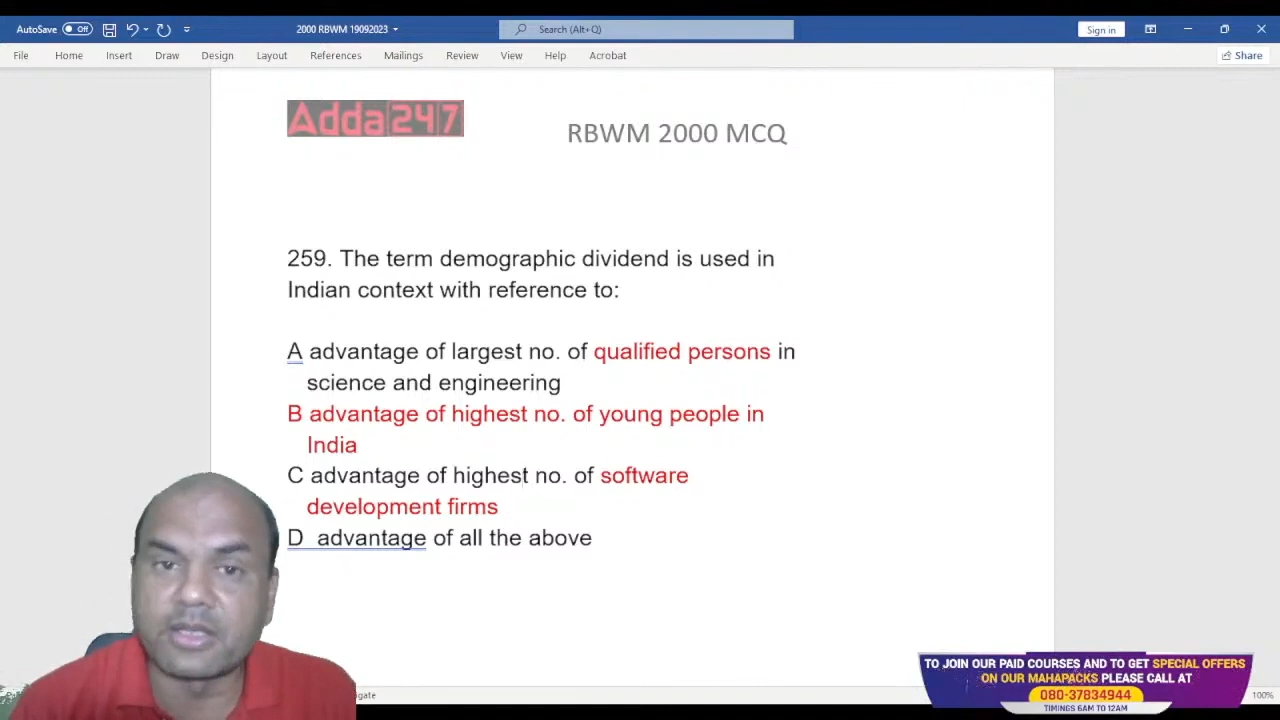 AutoSave Off 2000 RBWM 19092023 Search (Alt+Q) Sign in
File Home Insert Draw Design Layout References Mailings Review View Help Acrobat Share
Adda247
RBWM 2000 MCQ
259. The term demographic dividend is used in
Indian context with reference to:
A advantage of largest no. of qualified persons in
science and engineering
B advantage of highest no. of young people in
India
C advantage of highest no. of software
development firms
D advantage of all the above
TO JOIN OUR PAID COURSES AND TO GET SPECIAL OFFERS
ON OUR MAHAPACKS PLEASE CALL AT
080-37834944
TIMINGS 6AM TO 12AM
100%